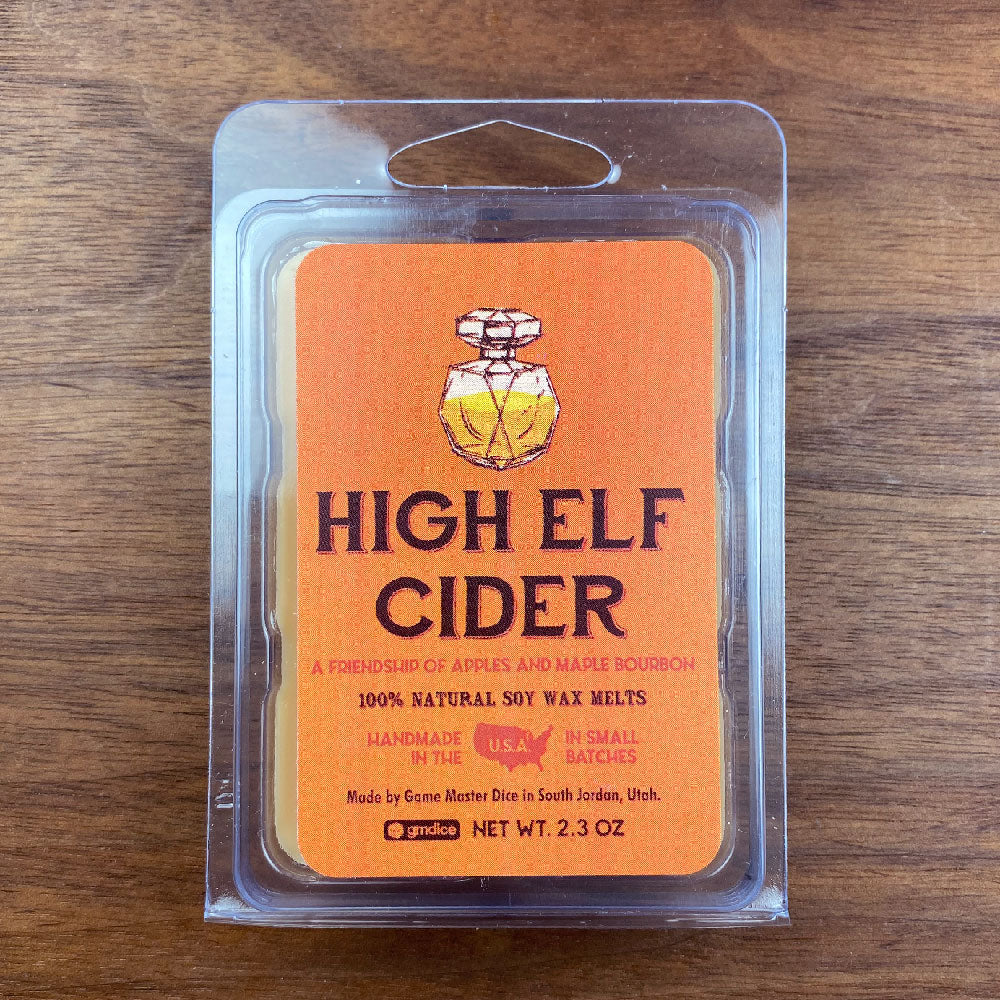 HIGH ELF
CIDER
A FRIENDSHIP OF APPLES AND MAPLE BOURBON
100% NATURAL SOY WAX MELTS
HANDMADE
IN THE
U.S.A.
IN SMALL
BATCHES
Made by Game Master Dice in South Jordan, Utah.
gmdice NET WT. 2.3 OZ